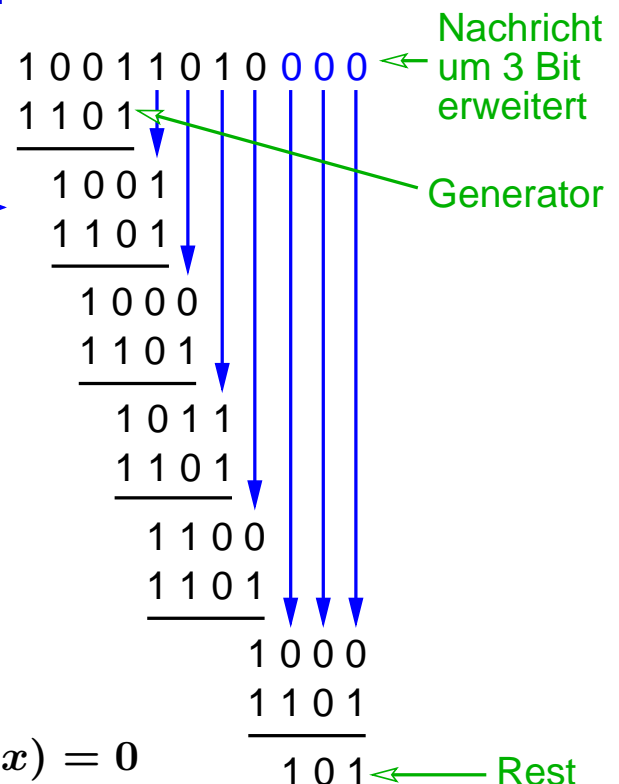 Nachricht
1 0 0 1 1 0 1 0 0 0 0 um 3 Bit
erweitert
1 1 0 1
1 0 0 1
Generator
1 1 0 1
1 0 0 0
1 1 0 1
1 0 1 1
1 1 0 1
1 1 0 0
1 1 0 1
1 0 0 0
1 1 0 1
x) = 0
1 0 1 Rest